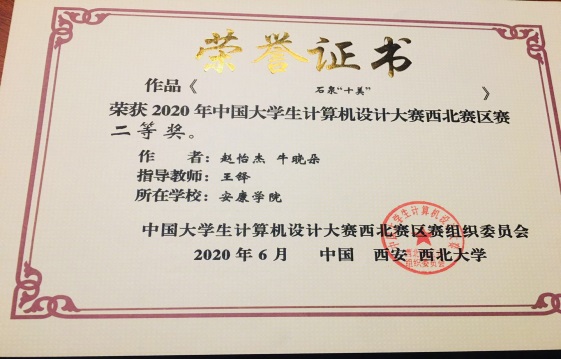 荣誉证书
作品《 石泉“十美” 》
荣获2020年中国大学生计算机设计大赛西北赛区赛
二等奖。
作 者：赵怡杰 牛晓朵
指导教师：王铎
所在学校：安康学院
中国大学生计算机设计大赛西北赛区赛组织委员会
2020年6月 中国 西安 西北大学
组织委员会